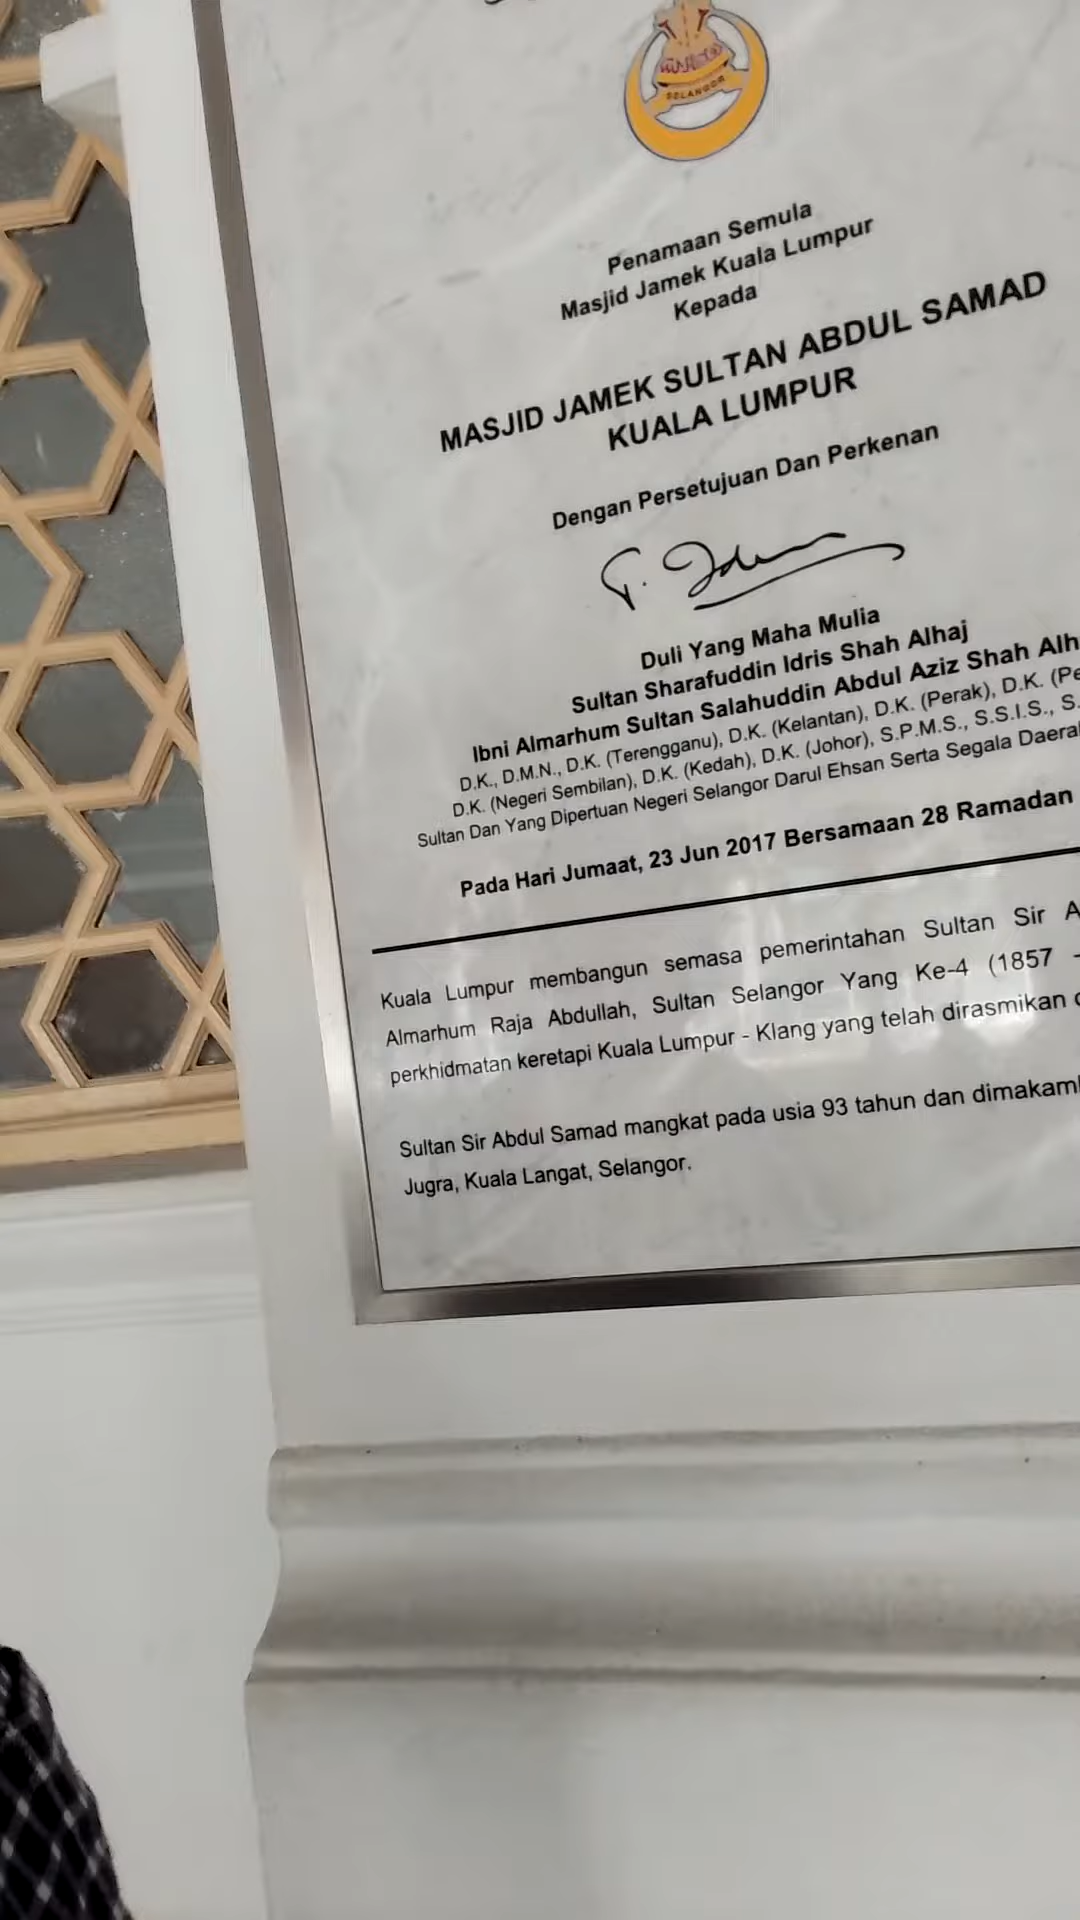 SELANGOR
Penamaan Semula
Masjid Jamek Kuala Lumpur
Kepada
MASJID JAMEK SULTAN ABDUL SAMAD
KUALA LUMPUR
Dengan Persetujuan Dan Perkenan
Duli Yang Maha Mulia
Sultan Sharafuddin Idris Shah Alhaj
Ibni Almarhum Sultan Salahuddin Abdul Aziz Shah Alh
D.K., D.M.N., D.K. (Terengganu), D.K. (Kelantan), D.K. (Perak), D.K. (Pe
D.K. (Negeri Sembilan), D.K. (Kedah), D.K. (Johor), S.P.M.S., S.S.I.S., S.
Sultan Dan Yang Dipertuan Negeri Selangor Darul Ehsan Serta Segala Daera
Pada Hari Jumaat, 23 Jun 2017 Bersamaan 28 Ramadan
Kuala Lumpur membangun semasa pemerintahan Sultan Sir A
Almarhum Raja Abdullah, Sultan Selangor Yang Ke-4 (1857 -
perkhidmatan keretapi Kuala Lumpur - Klang yang telah dirasmikan
Sultan Sir Abdul Samad mangkat pada usia 93 tahun dan dimakam
Jugra, Kuala Langat, Selangor.